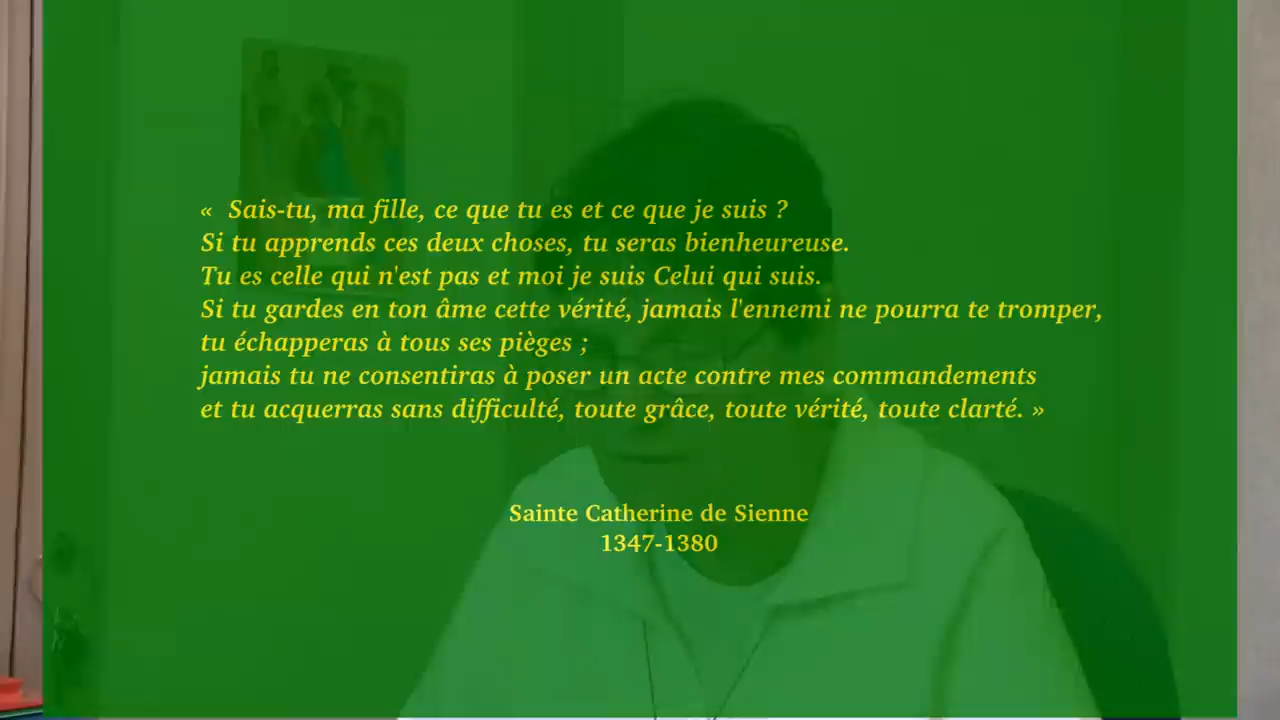 « Sais-tu, ma fille, ce que tu es et ce que je suis ?
Si tu apprends ces deux choses, tu seras bienheureuse.
Tu es celle qui n'est pas et moi je suis Celui qui suis.
Si tu gardes en ton âme cette vérité, jamais l'ennemi ne pourra te tromper,
tu échapperas à tous ses pièges ;
jamais tu ne consentiras à poser un acte contre mes commandements
et tu acquerras sans difficulté, toute grâce, toute vérité, toute clarté. »
Sainte Catherine de Sienne
1347-1380